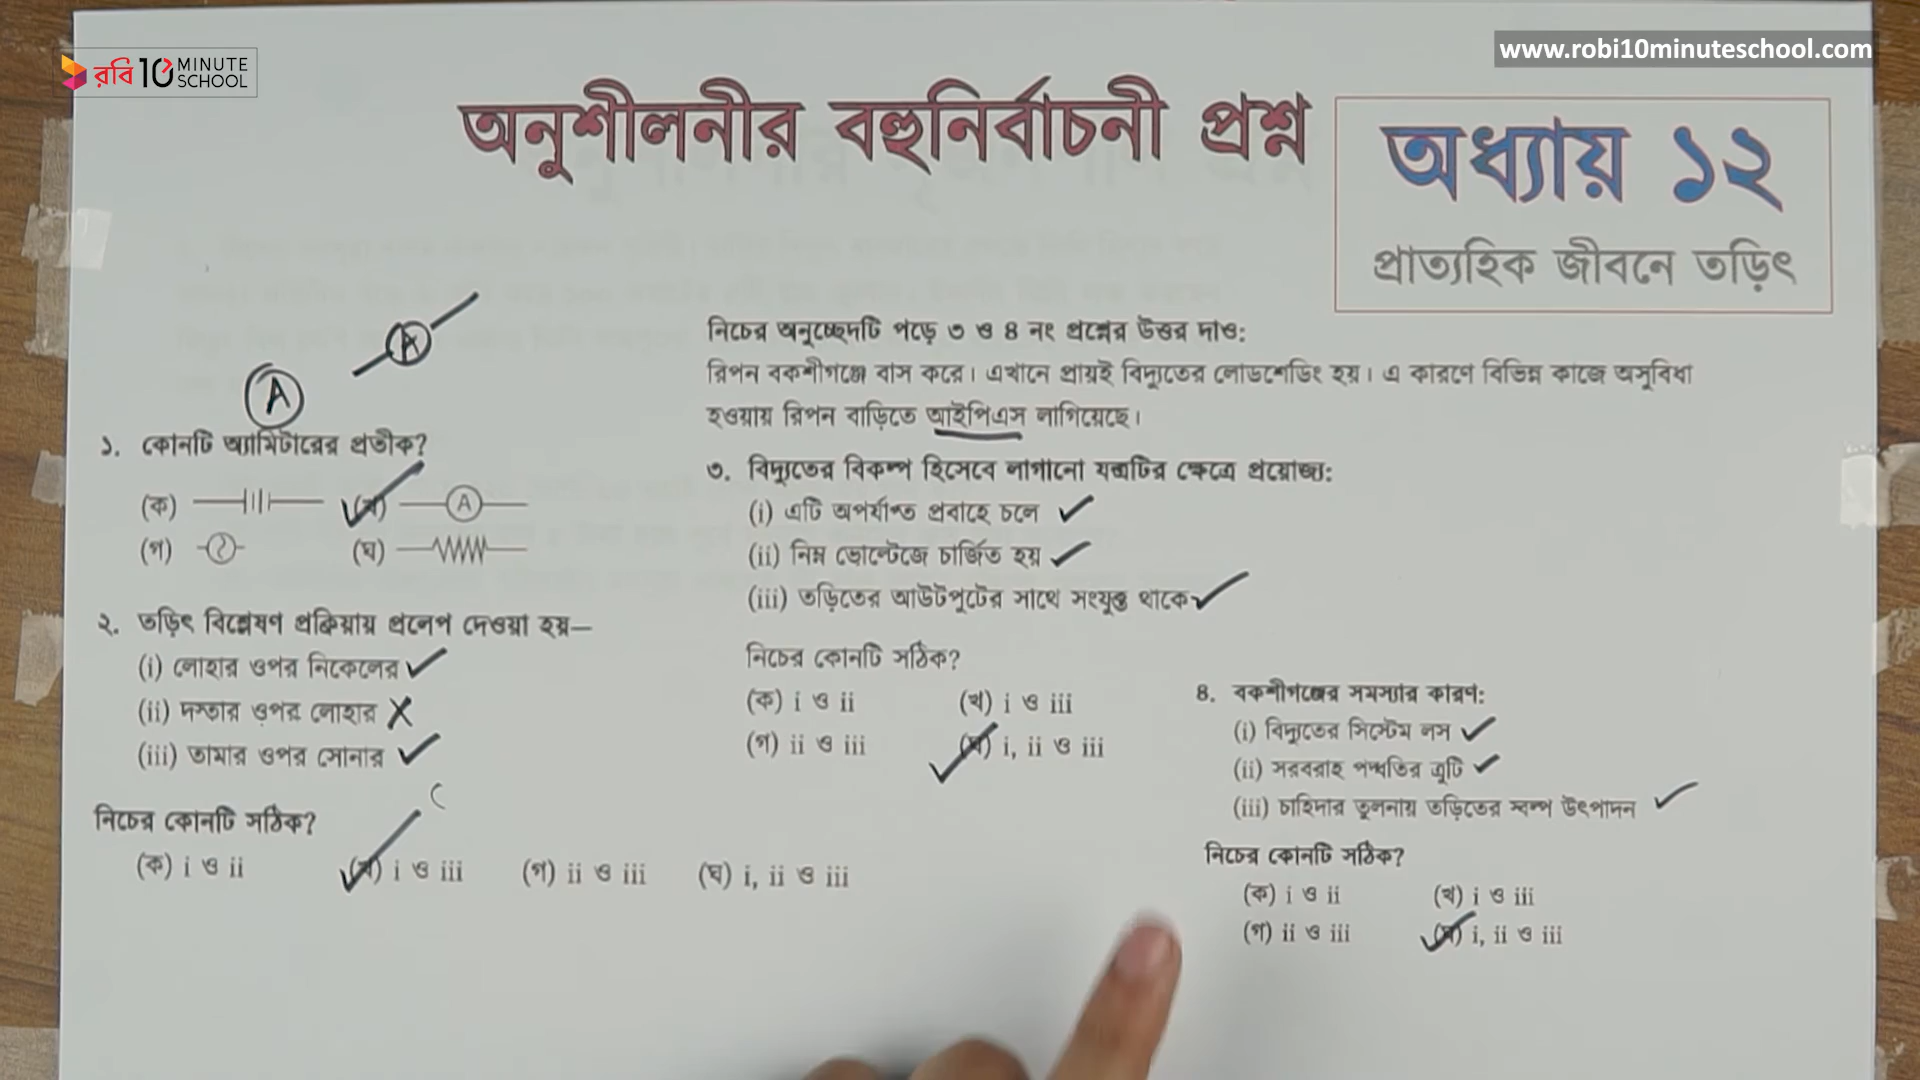 রবি 10 MINUTE SCHOOL
www.robi10minuteschool.com
অনুশীলনীর বহুনির্বাচনী প্রশ্ন
অধ্যায় ১২
প্রাত্যহিক জীবনে তড়িৎ
A
১. কোনটি অ্যামিটারের প্রতীক?
(ক)
(খ) A
(গ)
(ঘ)
২. তড়িৎ বিশ্লেষণ প্রক্রিয়ায় প্রলেপ দেওয়া হয়—
(i) লোহার ওপর নিকেলের
(ii) দস্তার ওপর লোহার
(iii) তামার ওপর সোনার
নিচের কোনটি সঠিক?
(ক) i ও ii (খ) i ও iii (গ) ii ও iii (ঘ) i, ii ও iii
নিচের অনুচ্ছেদটি পড়ে ৩ ও ৪ নং প্রশ্নের উত্তর দাও:
রিপন বকশীগঞ্জে বাস করে। এখানে প্রায়ই বিদ্যুতের লোডশেডিং হয়। এ কারণে বিভিন্ন কাজে অসুবিধা
হওয়ায় রিপন বাড়িতে আইপিএস লাগিয়েছে।
৩. বিদ্যুতের বিকল্প হিসেবে লাগানো যন্ত্রটির ক্ষেত্রে প্রযোজ্য:
(i) এটি অপর্যাপ্ত প্রবাহে চলে
(ii) নিম্ন ভোল্টেজে চার্জিত হয়
(iii) তড়িতের আউটপুটের সাথে সংযুক্ত থাকে
নিচের কোনটি সঠিক?
(ক) i ও ii (খ) i ও iii
(গ) ii ও iii (ঘ) i, ii ও iii
৪. বকশীগঞ্জের সমস্যার কারণ:
(i) বিদ্যুতের সিস্টেম লস
(ii) সরবরাহ পদ্ধতির ত্রুটি
(iii) চাহিদার তুলনায় তড়িতের স্বল্প উৎপাদন
নিচের কোনটি সঠিক?
(ক) i ও ii (খ) i ও iii
(গ) ii ও iii (ঘ) i, ii ও iii